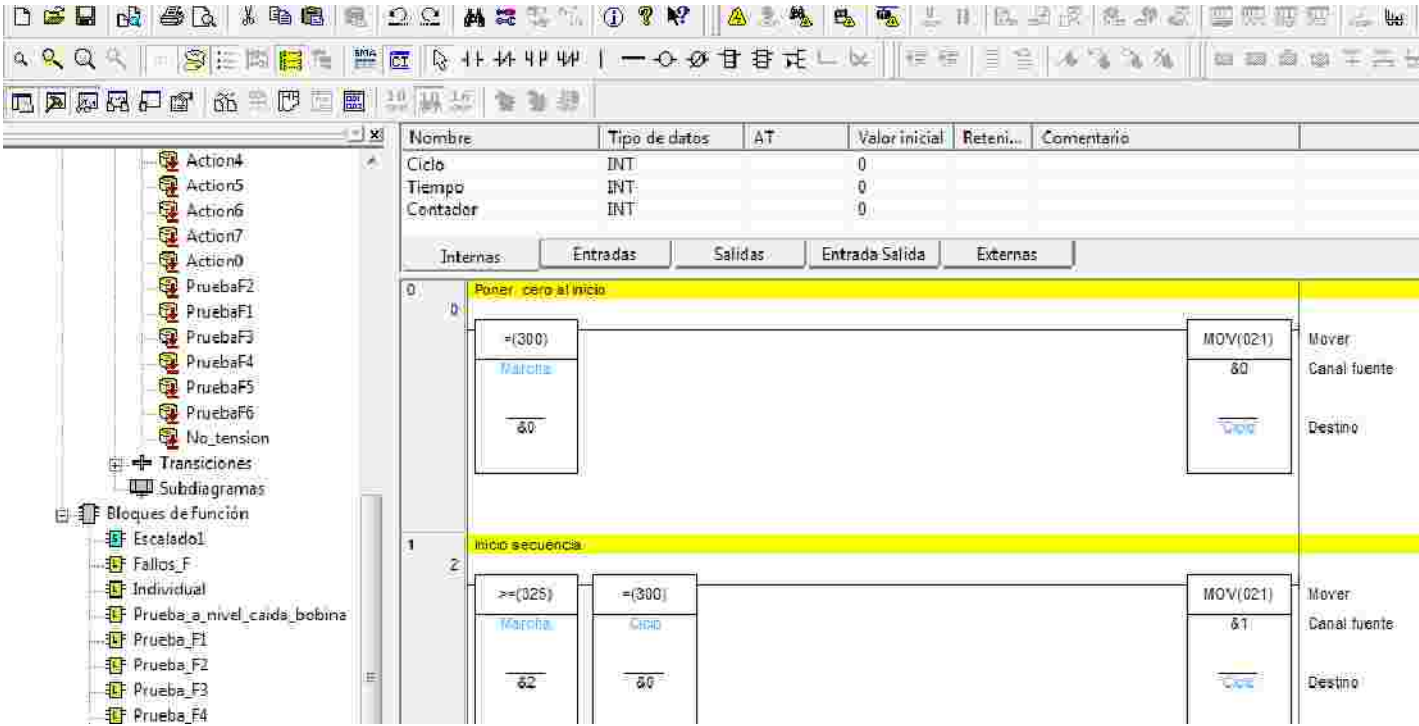 Nombre Tipo de datos AT Valor inicial Reteni... Comentario
Ciclo INT 0
Tiempo INT 0
Contador INT 0
Internas Entradas Salidas Entrada Salida Externas
Action4
Action5
Action6
Action7
Action0
PruebaF2
PruebaF1
PruebaF3
PruebaF4
PruebaF5
PruebaF6
No_tension
Transiciones
Subdiagramas
Bloques de función
Escalado1
Fallos_F
Individual
Prueba_a_nivel_caida_bobina
Prueba_F1
Prueba_F2
Prueba_F3
Prueba_F4
0 Poner cero al inicio
0
=(300) MOV(021) Mover
Marcha &0 Canal fuente
&0 Ciclo Destino
1 Inicio secuencia
2
>=(325) =(300) MOV(021) Mover
Marcha Ciclo &1 Canal fuente
&2 &0 Ciclo Destino